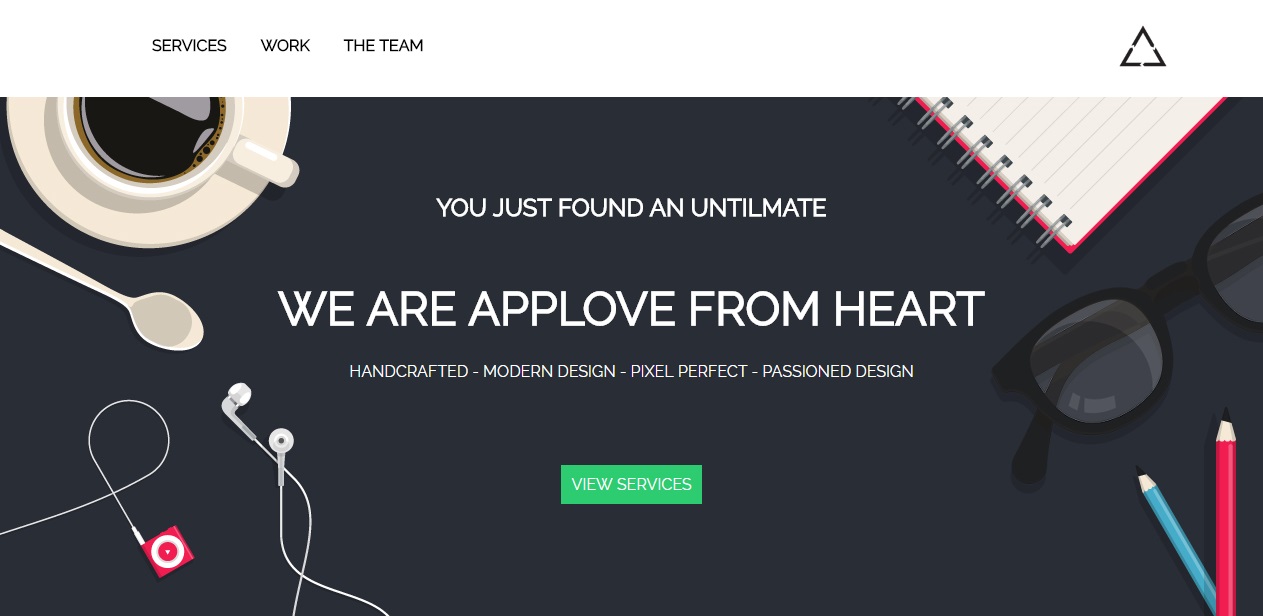 SERVICES WORK THE TEAM
YOU JUST FOUND AN UNTILMATE
WE ARE APPLOVE FROM HEART
HANDCRAFTED - MODERN DESIGN - PIXEL PERFECT - PASSIONED DESIGN
VIEW SERVICES